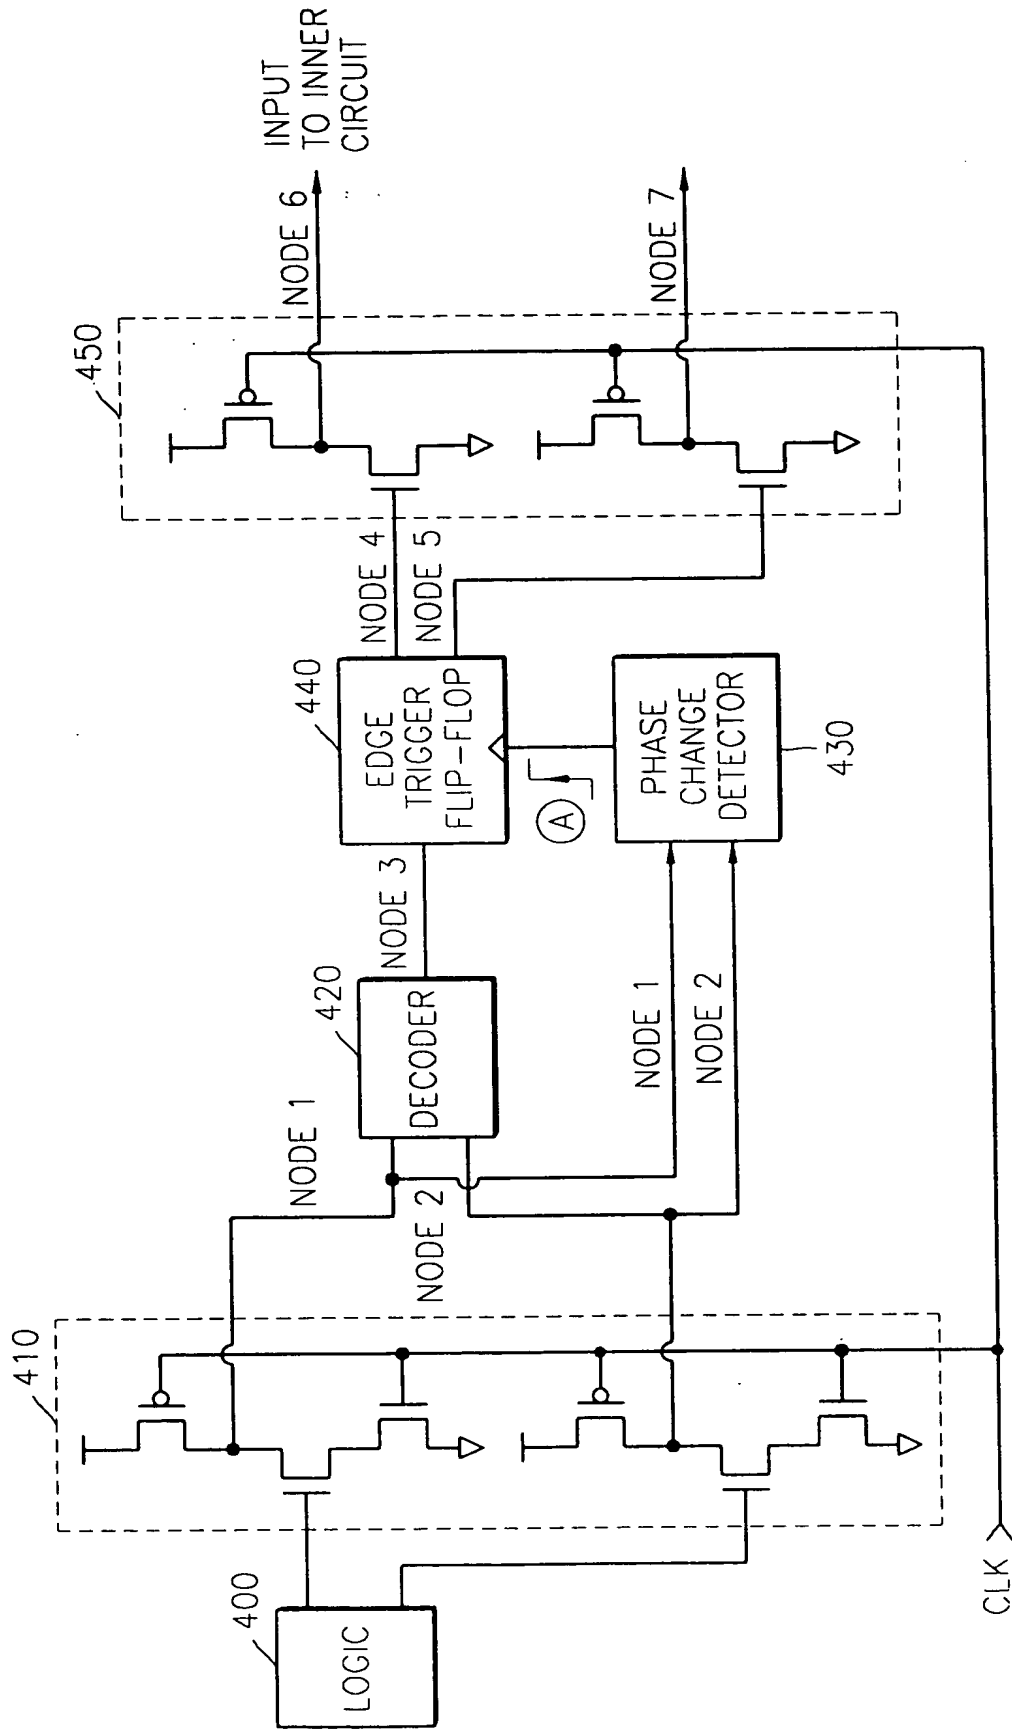 400
LOGIC
410
CLK
NODE 1
NODE 2
420
DECODER
NODE 3
NODE 1
NODE 2
440
EDGE
TRIGGER
FLIP-FLOP
A
PHASE
CHANGE
DETECTOR
430
NODE 4
NODE 5
450
NODE 6
INPUT
TO INNER
CIRCUIT
NODE 7